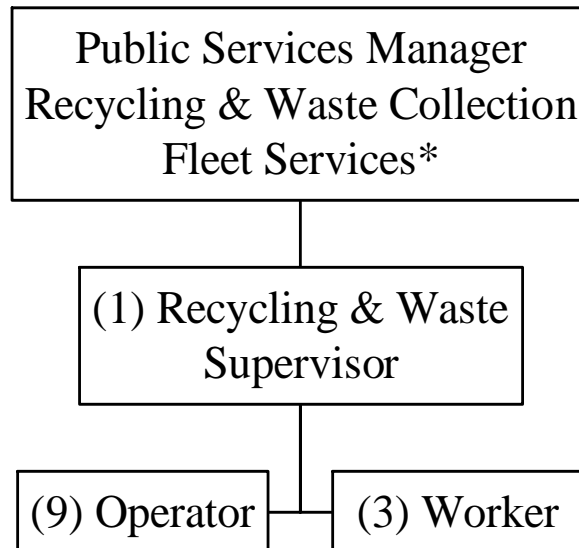 Public Services Manager
Recycling & Waste Collection
Fleet Services*
(1) Recycling & Waste
Supervisor
(9) Operator
(3) Worker